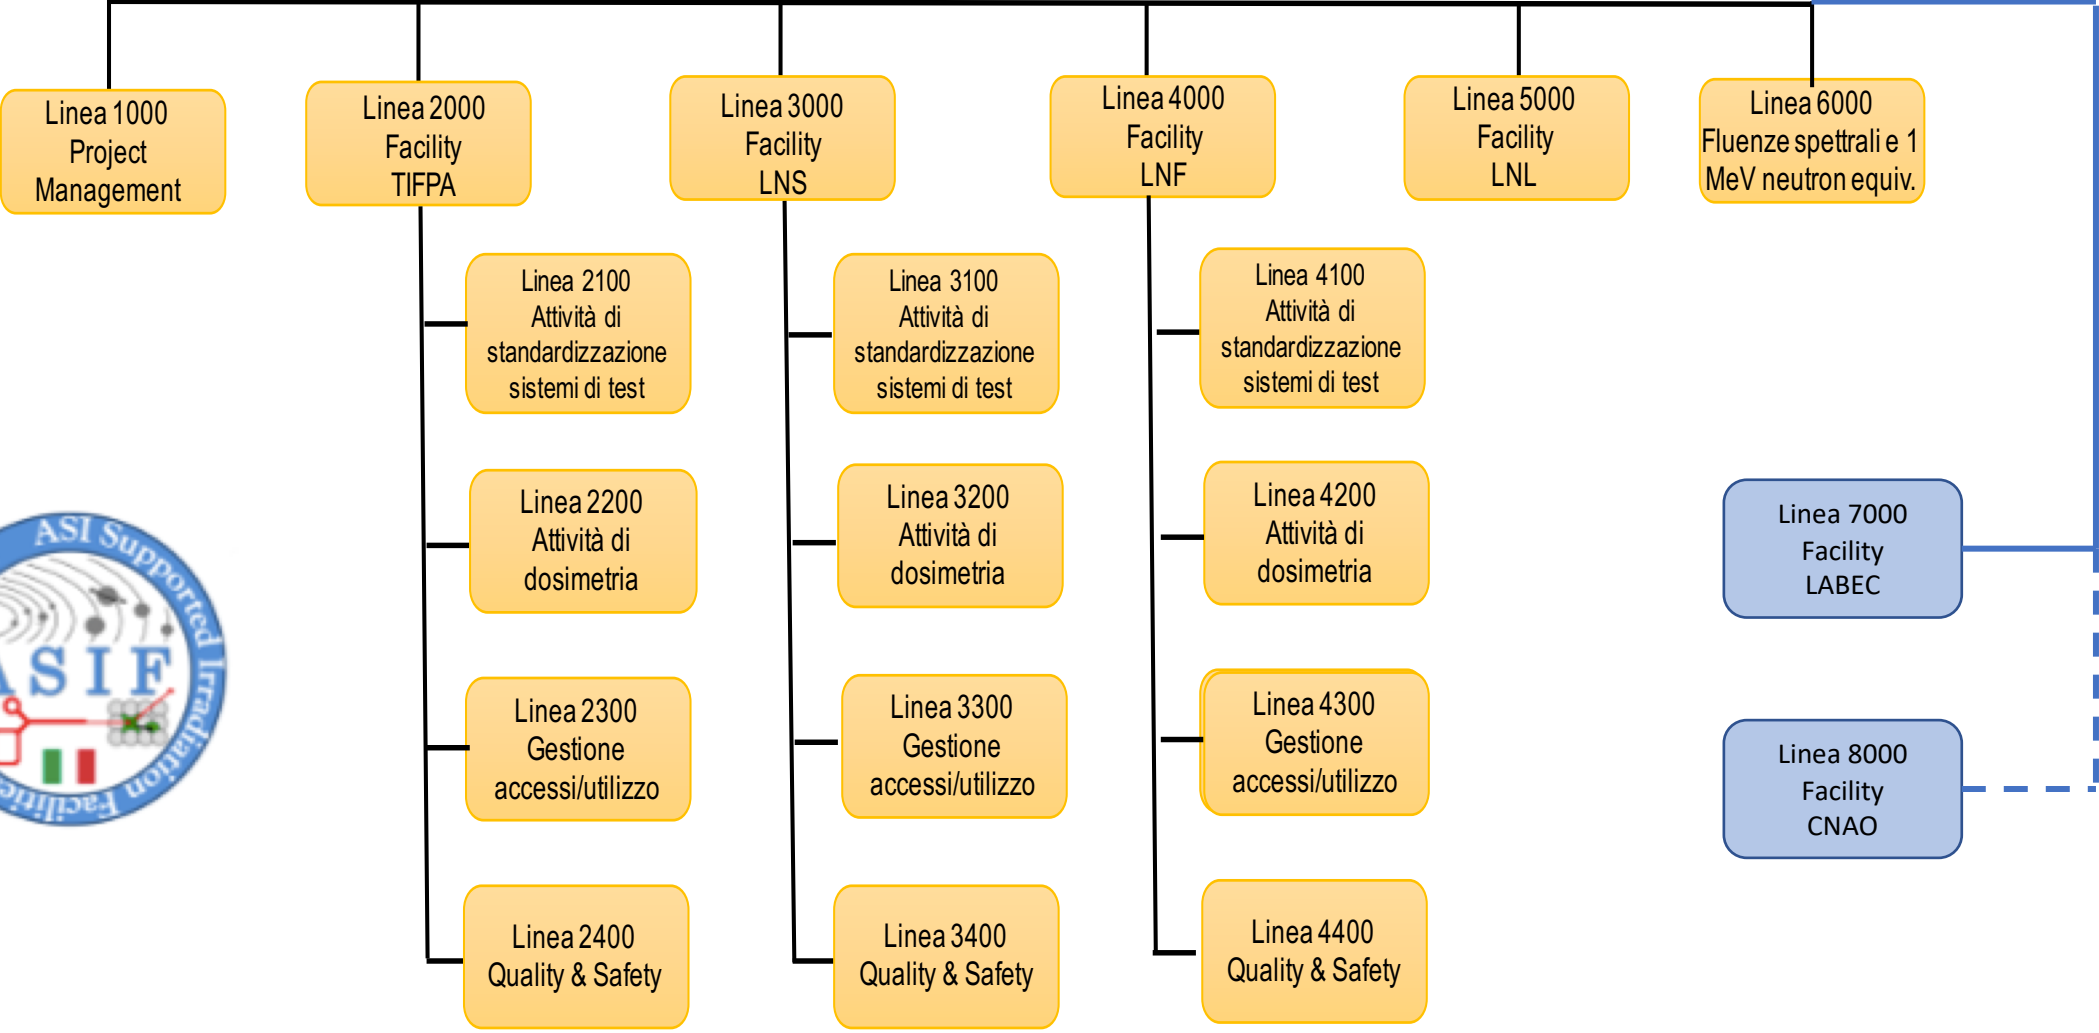 Linea 1000
Project
Management
Linea 2000
Facility
TIFPA
Linea 3000
Facility
LNS
Linea 4000
Facility
LNF
Linea 5000
Facility
LNL
Linea 6000
Fluenze spettrali e 1
MeV neutron equiv.
Linea 2100
Attività di
standardizzazione
sistemi di test
Linea 3100
Attività di
standardizzazione
sistemi di test
Linea 4100
Attività di
standardizzazione
sistemi di test
Linea 2200
Attività di
dosimetria
Linea 3200
Attività di
dosimetria
Linea 4200
Attività di
dosimetria
Linea 7000
Facility
LABEC
ASI Supported Irradiation Facilities
ASIF
Linea 2300
Gestione
accessi/utilizzo
Linea 3300
Gestione
accessi/utilizzo
Linea 4300
Gestione
accessi/utilizzo
Linea 8000
Facility
CNAO
Linea 2400
Quality & Safety
Linea 3400
Quality & Safety
Linea 4400
Quality & Safety